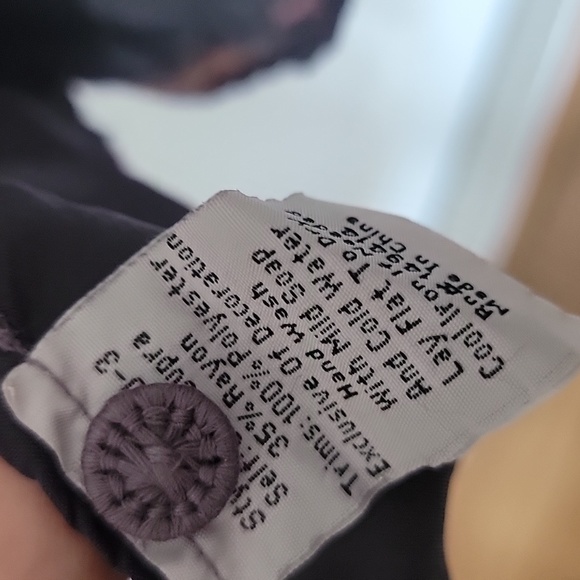 Self:
35% Rayon
Trims:100% Polyester
Exclusive Of Decoration
Hand Wash
With Mild Soap
And Cold Water
Lay Flat To
Cool Iron
Made In China